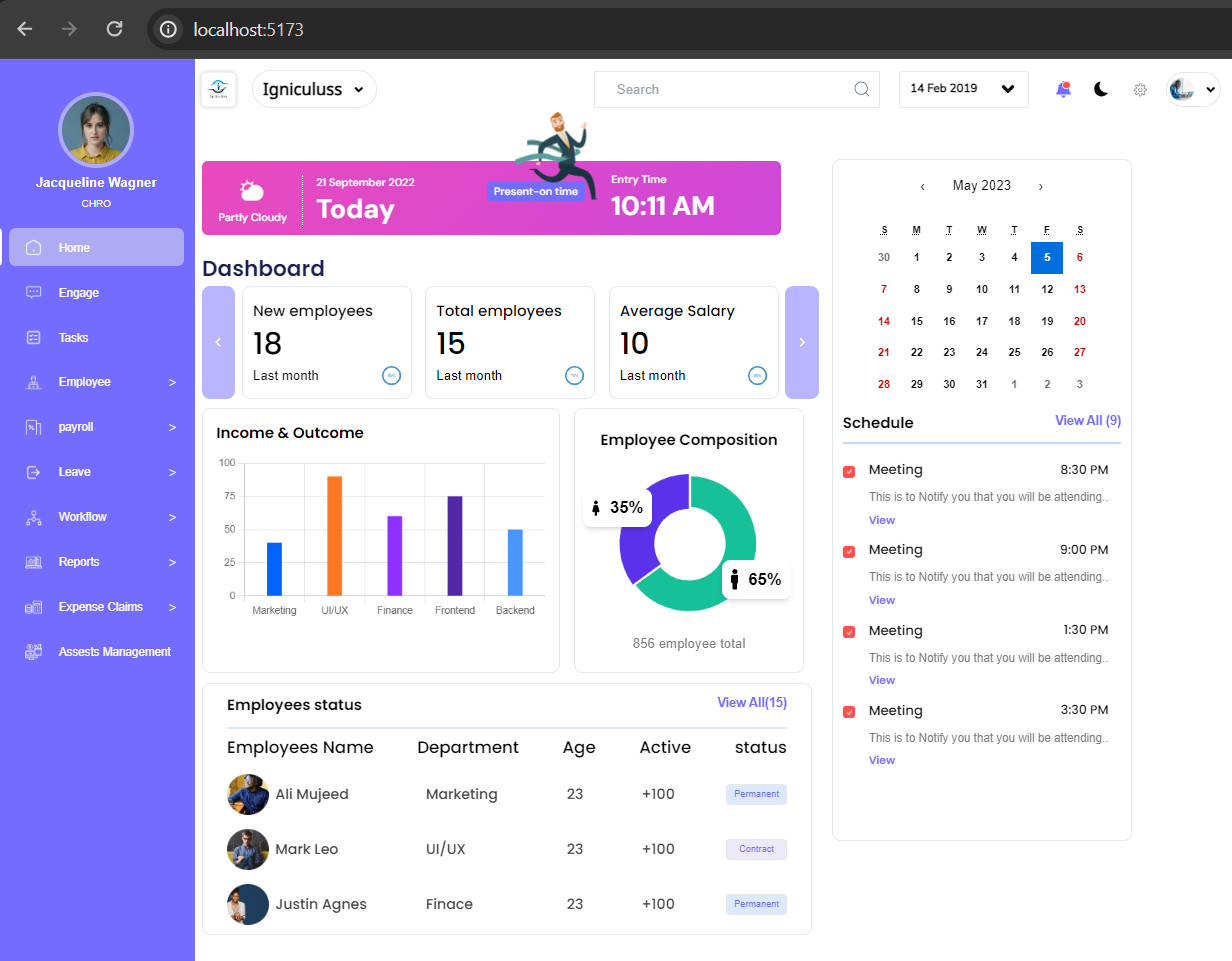 localhost:5173
Jacqueline Wagner
CHRO
Home
Engage
Tasks
Employee >
payroll >
Leave >
Workflow >
Reports >
Expense Claims >
Assests Management
Igniculuss
Search
14 Feb 2019
Partly Cloudy
21 September 2022
Today
Present-on time
Entry Time
10:11 AM
Dashboard
New employees
18
Last month
Total employees
15
Last month
Average Salary
10
Last month
Income & Outcome
100
75
50
25
0
Marketing UI/UX Finance Frontend Backend
Employee Composition
35%
65%
856 employee total
Employees status View All(15)
Employees Name Department Age Active status
Ali Mujeed Marketing 23 +100 Permanent
Mark Leo UI/UX 23 +100 Contract
Justin Agnes Finace 23 +100 Permanent
‹ May 2023 ›
S M T W T F S
30 1 2 3 4 5 6
7 8 9 10 11 12 13
14 15 16 17 18 19 20
21 22 23 24 25 26 27
28 29 30 31 1 2 3
Schedule View All (9)
Meeting 8:30 PM
This is to Notify you that you will be attending..
View
Meeting 9:00 PM
This is to Notify you that you will be attending..
View
Meeting 1:30 PM
This is to Notify you that you will be attending..
View
Meeting 3:30 PM
This is to Notify you that you will be attending..
View